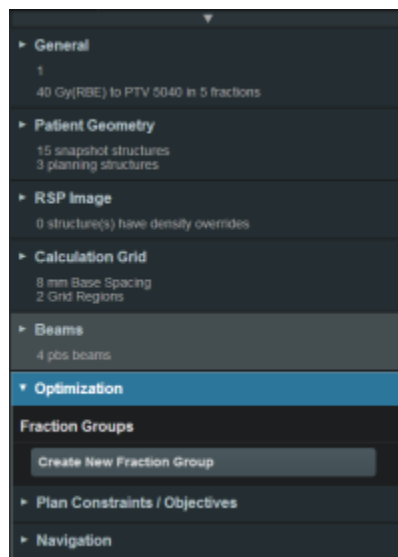 General
1
40 Gy(RBE) to PTV 5040 in 5 fractions
Patient Geometry
15 snapshot structures
3 planning structures
RSP Image
0 structure(s) have density overrides
Calculation Grid
8 mm Base Spacing
2 Grid Regions
Beams
4 pbs beams
Optimization
Fraction Groups
Create New Fraction Group
Plan Constraints / Objectives
Navigation